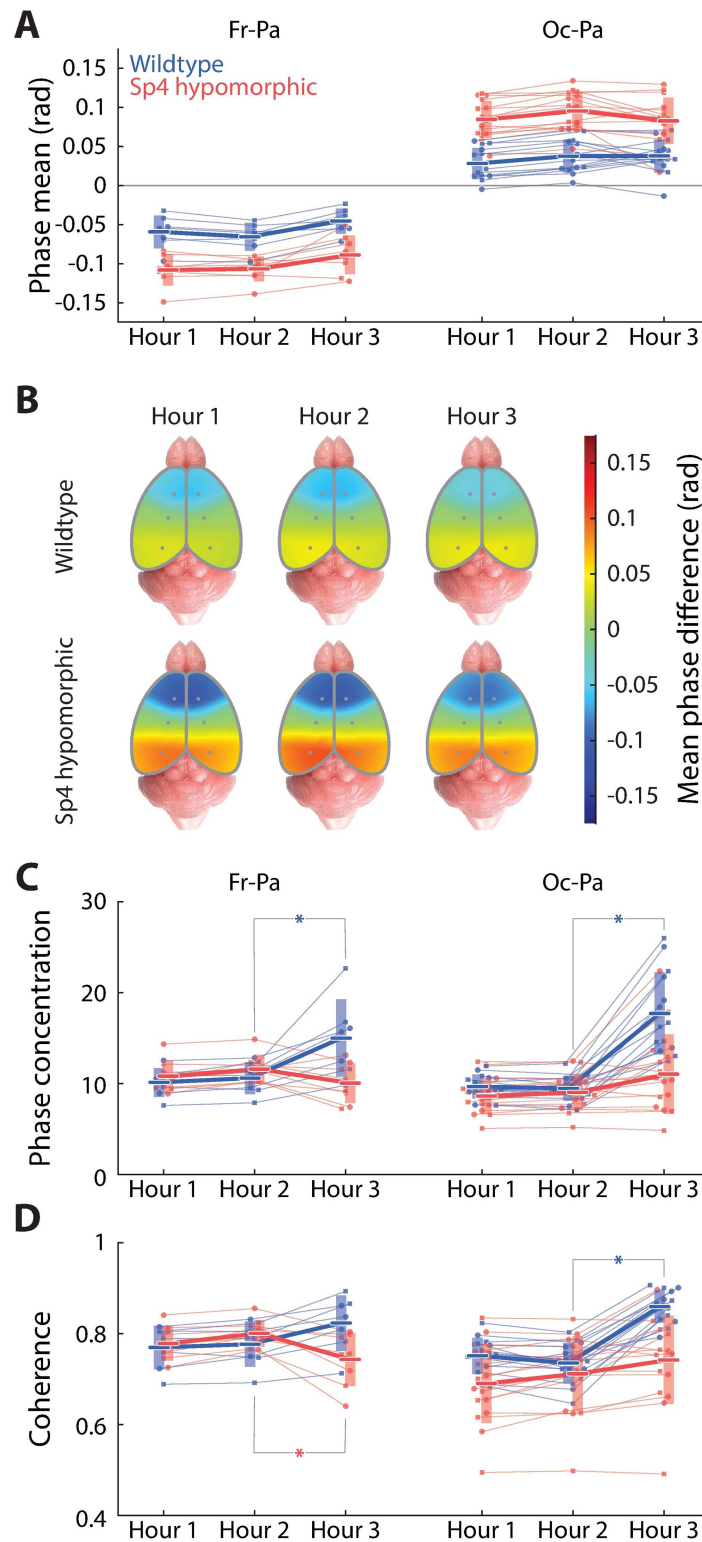 A
Fr-Pa Oc-Pa
Wildtype
Sp4 hypomorphic
Phase mean (rad)
0.15
0.1
0.05
0
-0.05
-0.1
-0.15
Hour 1 Hour 2 Hour 3 Hour 1 Hour 2 Hour 3
B
Hour 1 Hour 2 Hour 3
Wildtype
Sp4 hypomorphic
0.15
0.1
0.05
0
-0.05
-0.1
-0.15
Mean phase difference (rad)
C
Fr-Pa Oc-Pa
Phase concentration
30
20
10
0
*
*
Hour 1 Hour 2 Hour 3 Hour 1 Hour 2 Hour 3
D
Coherence
1
0.8
0.6
0.4
*
*
Hour 1 Hour 2 Hour 3 Hour 1 Hour 2 Hour 3